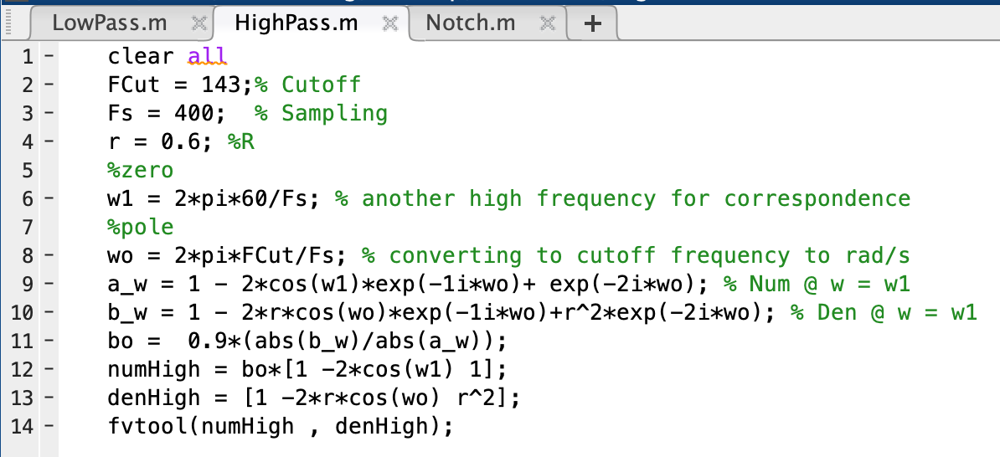 LowPass.m HighPass.m Notch.m +
1 - clear all
2 - FCut = 143;% Cutoff
3 - Fs = 400;  % Sampling
4 - r = 0.6; %R
5 %zero
6 - w1 = 2*pi*60/Fs; % another high frequency for correspondence
7 %pole
8 - wo = 2*pi*FCut/Fs; % converting to cutoff frequency to rad/s
9 - a_w = 1 - 2*cos(w1)*exp(-1i*wo)+ exp(-2i*wo); % Num @ w = w1
10 - b_w = 1 - 2*r*cos(wo)*exp(-1i*wo)+r^2*exp(-2i*wo); % Den @ w = w1
11 - bo =  0.9*(abs(b_w)/abs(a_w));
12 - numHigh = bo*[1 -2*cos(w1) 1];
13 - denHigh = [1 -2*r*cos(wo) r^2];
14 - fvtool(numHigh , denHigh);